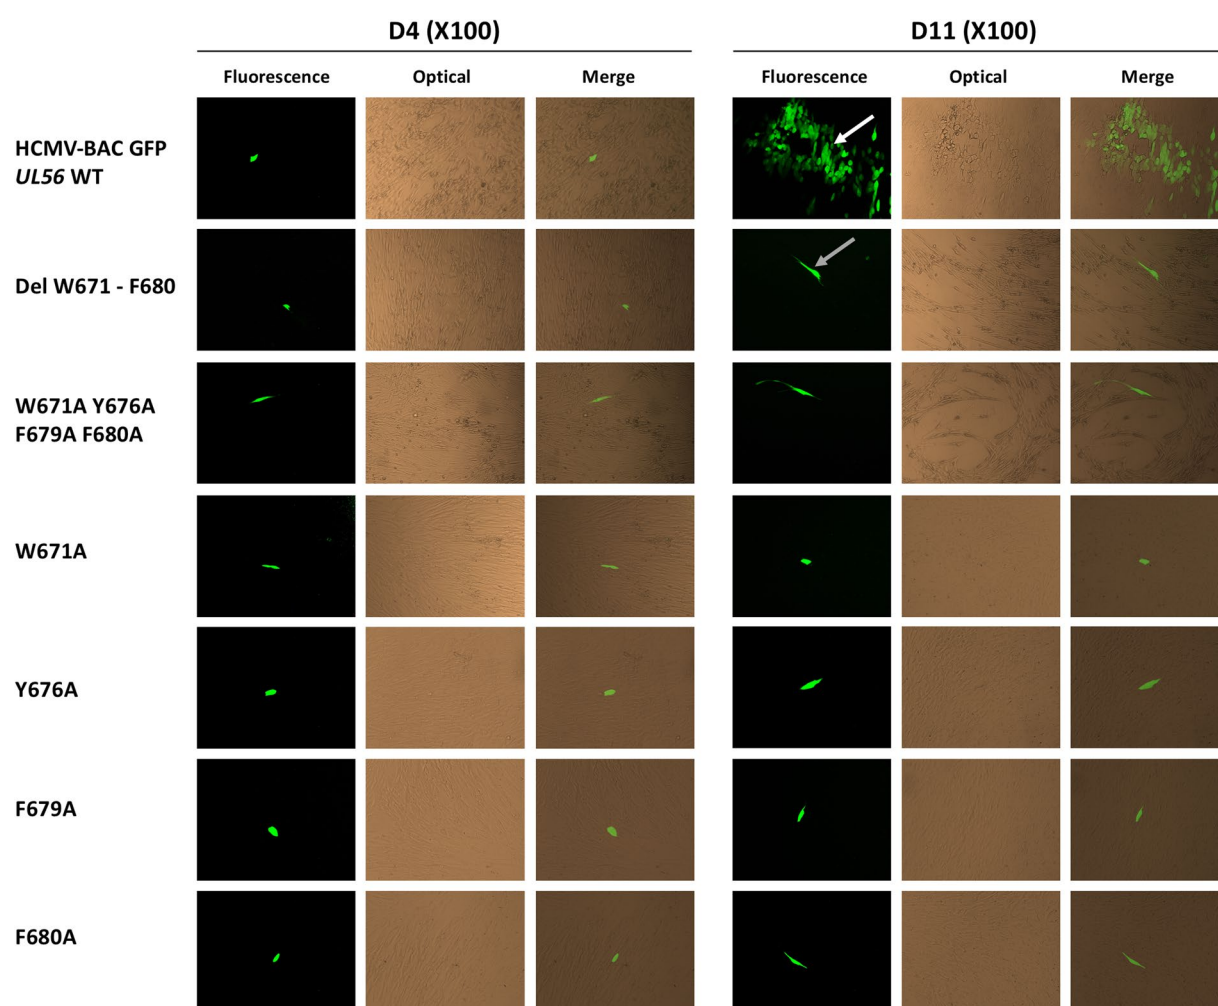 D4 (X100)
D11 (X100)
Fluorescence
Optical
Merge
Fluorescence
Optical
Merge
HCMV-BAC GFP
UL56 WT
Del W671 - F680
W671A Y676A
F679A F680A
W671A
Y676A
F679A
F680A